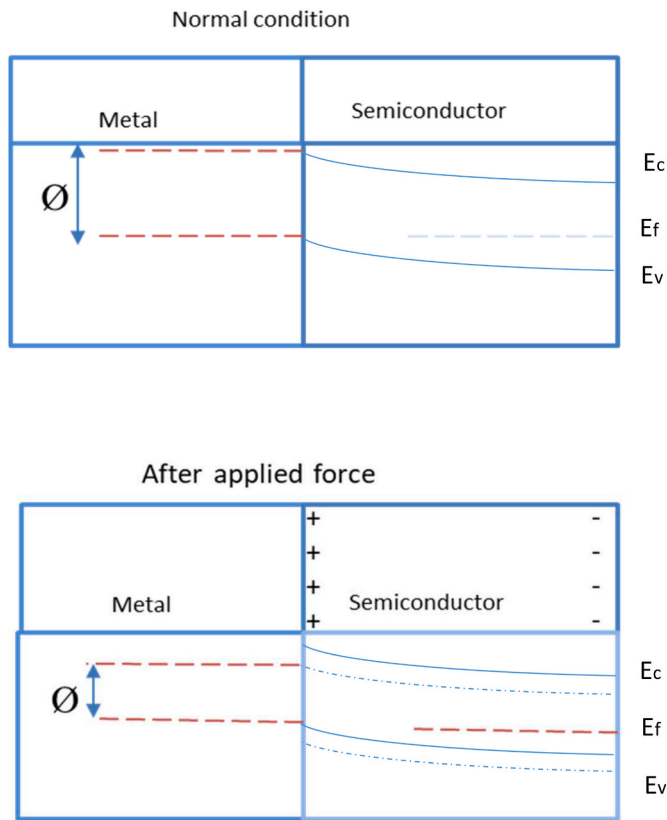 Normal condition
Metal
Semiconductor
Ø
Ec
Ef
Ev
After applied force
+ -
+ -
+ -
+ -
Metal
Semiconductor
Ø
Ec
Ef
Ev